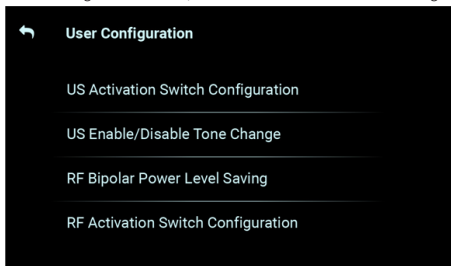 User Configuration
US Activation Switch Configuration
US Enable/Disable Tone Change
RF Bipolar Power Level Saving
RF Activation Switch Configuration